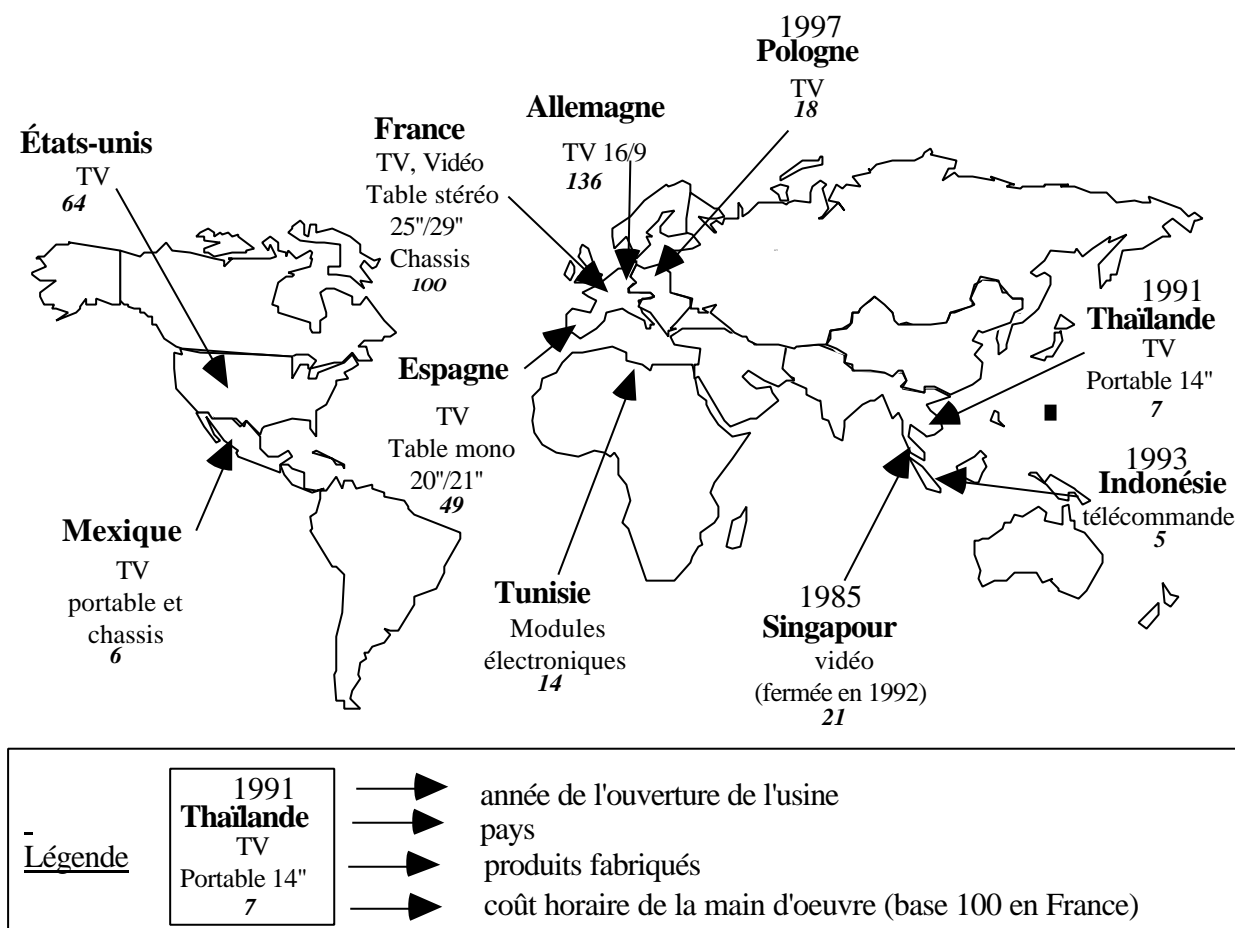 1997
Pologne
TV
18
Allemagne
TV 16/9
136
France
TV, Vidéo
Table stéréo
25"/29"
Chassis
100
États-unis
TV
64
1991
Thaïlande
TV
Portable 14"
7
Espagne
TV
Table mono
20"/21"
49
1993
Indonésie
télécommande
5
Mexique
TV
portable et
chassis
6
Tunisie
Modules
électroniques
14
1985
Singapour
vidéo
(fermée en 1992)
21
Légende
1991
Thaïlande
TV
Portable 14"
7
année de l'ouverture de l'usine
pays
produits fabriqués
coût horaire de la main d'oeuvre (base 100 en France)